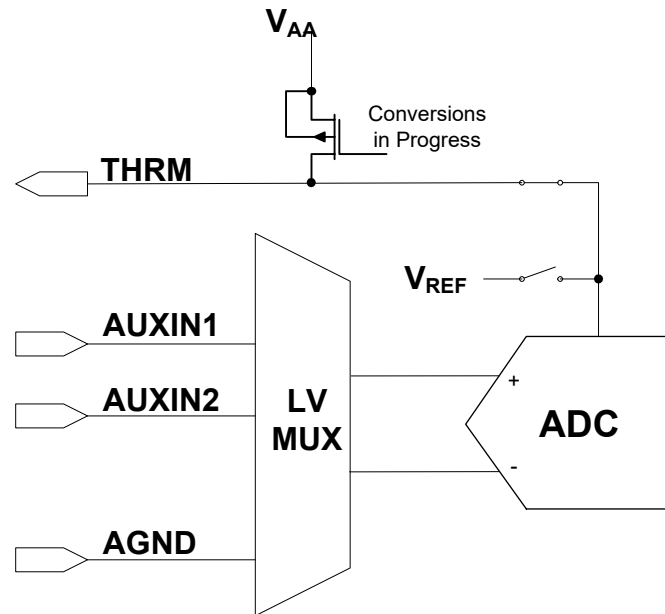 VAA
Conversions
in Progress
THRM
VREF
AUXIN1
AUXIN2
LV
MUX
+
ADC
-
AGND